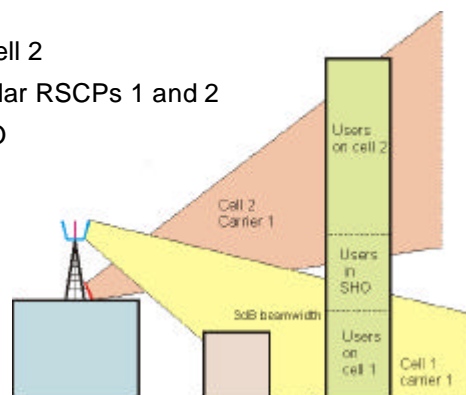 ell 2
lar RSCPs 1 and 2
Users
on cell 2
Cell 2
Carrier 1
Users
in
SHO
3dB beamwidth
Users
on
cell 1
Cell 1
carrier 1